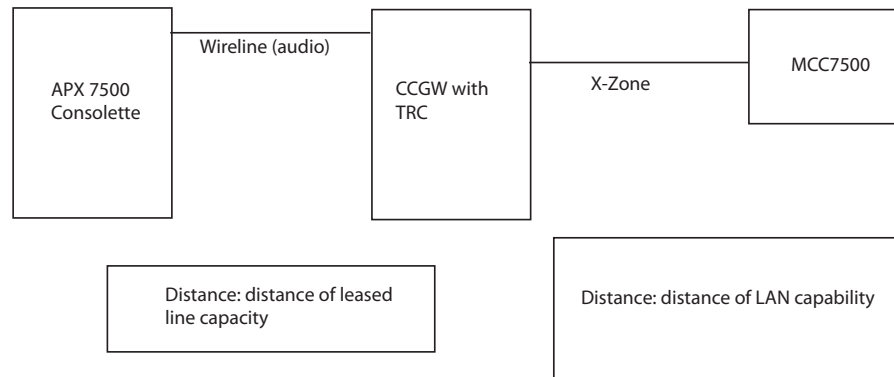 APX 7500
Consolette
Wireline (audio)
CCGW with
TRC
X-Zone
MCC7500
Distance: distance of leased
line capacity
Distance: distance of LAN capability